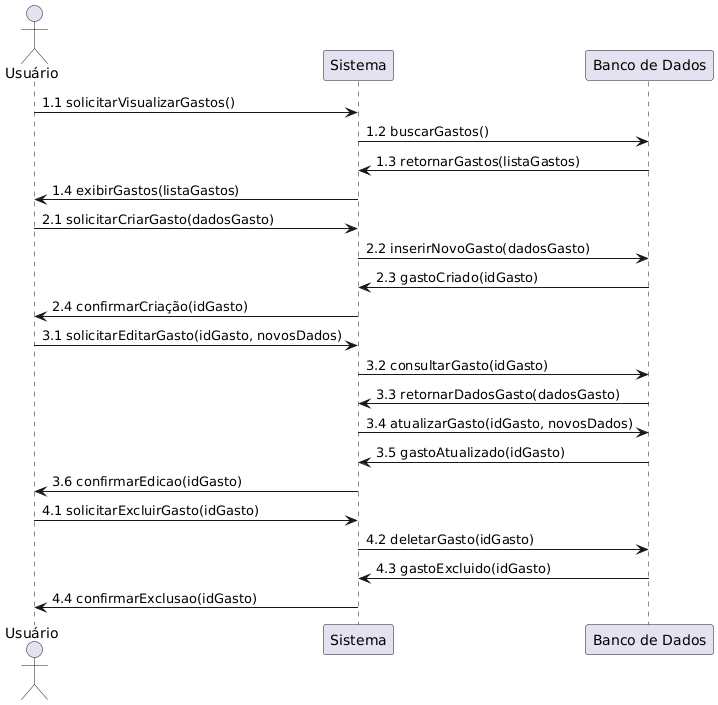 Usuário
Sistema
Banco de Dados
1.1 solicitarVisualizarGastos()
1.2 buscarGastos()
1.3 retornarGastos(listaGastos)
1.4 exibirGastos(listaGastos)
2.1 solicitarCriarGasto(dadosGasto)
2.2 inserirNovoGasto(dadosGasto)
2.3 gastoCriado(idGasto)
2.4 confirmarCriação(idGasto)
3.1 solicitarEditarGasto(idGasto, novosDados)
3.2 consultarGasto(idGasto)
3.3 retornarDadosGasto(dadosGasto)
3.4 atualizarGasto(idGasto, novosDados)
3.5 gastoAtualizado(idGasto)
3.6 confirmarEdicao(idGasto)
4.1 solicitarExcluirGasto(idGasto)
4.2 deletarGasto(idGasto)
4.3 gastoExcluido(idGasto)
4.4 confirmarExclusao(idGasto)
Usuário
Sistema
Banco de Dados